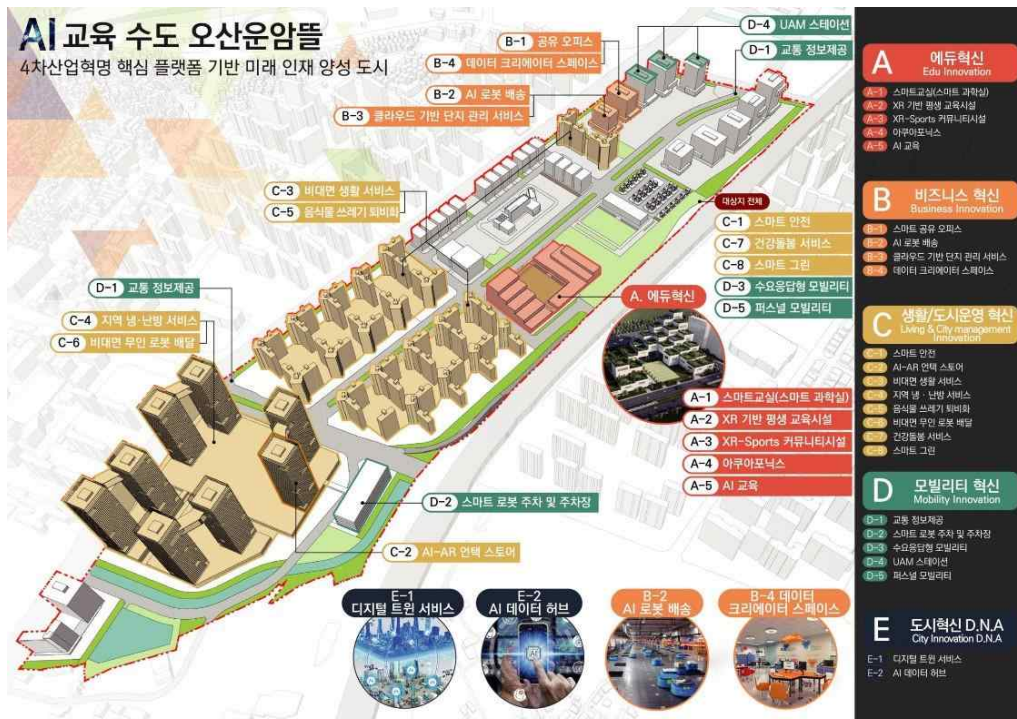 AI 교육 수도 오산운암뜰
4차산업혁명 핵심 플랫폼 기반 미래 인재 양성 도시
D-4 UAM 스테이션
B-1 공유 오피스
D-1 교통 정보제공
B-4 데이터 크리에이터 스페이스
B-2 AI 로봇 배송
B-3 클라우드 기반 단지 관리 서비스
C-3 비대면 생활 서비스
C-5 음식물 쓰레기 퇴비화
대상지 전체
C-1 스마트 안전
C-7 건강돌봄 서비스
C-8 스마트 그린
D-3 수요응답형 모빌리티
D-5 퍼스널 모빌리티
D-1 교통 정보제공
C-4 지역 냉·난방 서비스
C-6 비대면 무인 로봇 배달
A. 에듀혁신
A-1 스마트교실(스마트 과학실)
A-2 XR 기반 평생 교육시설
A-3 XR-Sports 커뮤니티시설
A-4 아쿠아포닉스
A-5 AI 교육
D-2 스마트 로봇 주차 및 주차장
C-2 AI-AR 언택 스토어
E-1
디지털 트윈 서비스
E-2
AI 데이터 허브
B-2
AI 로봇 배송
B-4 데이터
크리에이터 스페이스
A 에듀혁신
Edu Innovation
A-1 스마트교실(스마트 과학실)
A-2 XR 기반 평생 교육시설
A-3 XR-Sports 커뮤니티시설
A-4 아쿠아포닉스
A-5 AI 교육
B 비즈니스 혁신
Business Innovation
B-1 스마트 공유 오피스
B-2 AI 로봇 배송
B-3 클라우드 기반 단지 관리 서비스
B-4 데이터 크리에이터 스페이스
C 생활/도시운영 혁신
Living & City management
Innovation
C-1 스마트 안전
C-2 AI-AR 언택 스토어
C-3 비대면 생활 서비스
C-4 지역 냉·난방 서비스
C-5 음식물 쓰레기 퇴비화
C-6 비대면 무인 로봇 배달
C-7 건강돌봄 서비스
C-8 스마트 그린
D 모빌리티 혁신
Mobility Innovation
D-1 교통 정보제공
D-2 스마트 로봇 주차 및 주차장
D-3 수요응답형 모빌리티
D-4 UAM 스테이션
D-5 퍼스널 모빌리티
E 도시혁신 D.N.A
City Innovation D.N.A
E-1 디지털 트윈 서비스
E-2 AI 데이터 허브